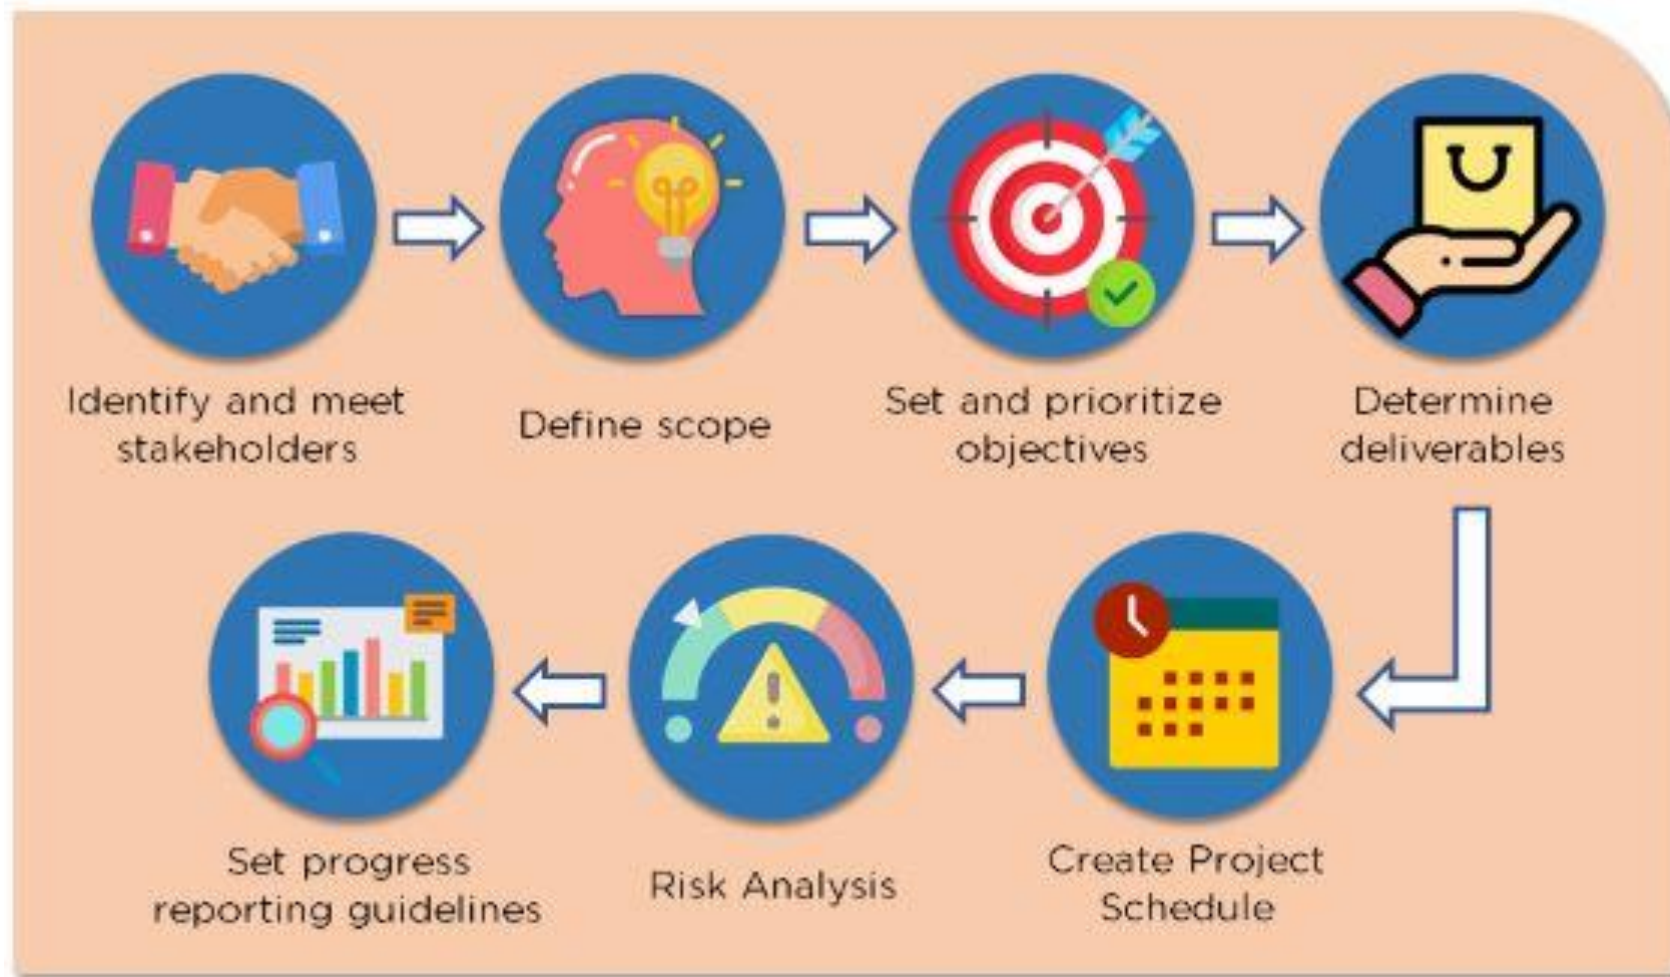 Identify and meet
stakeholders
Define scope
Set and prioritize
objectives
Determine
deliverables
Create Project
Schedule
Risk Analysis
Set progress
reporting guidelines